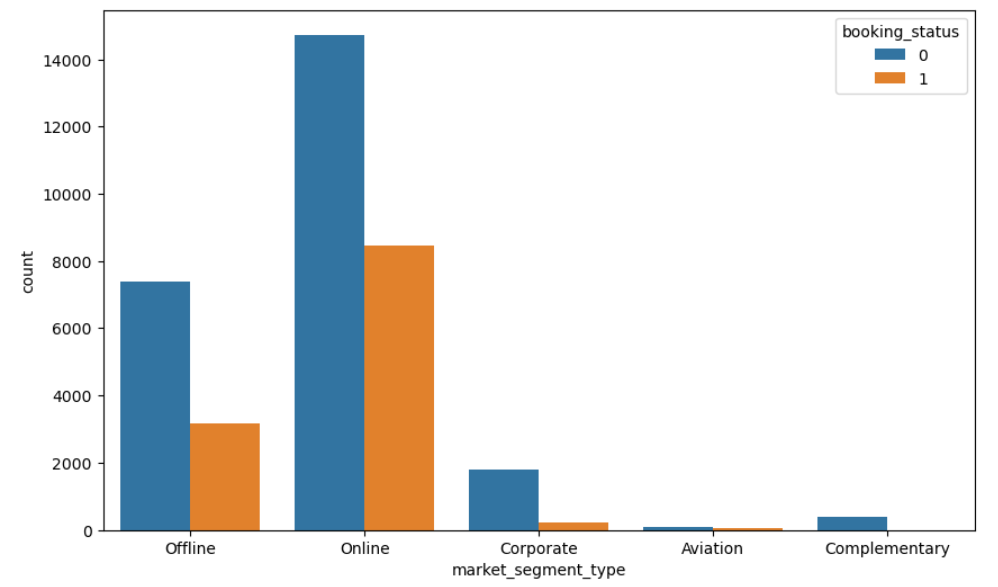 booking_status
0
1
14000
12000
10000
8000
6000
4000
2000
0
count
Offline Online Corporate Aviation Complementary
market_segment_type